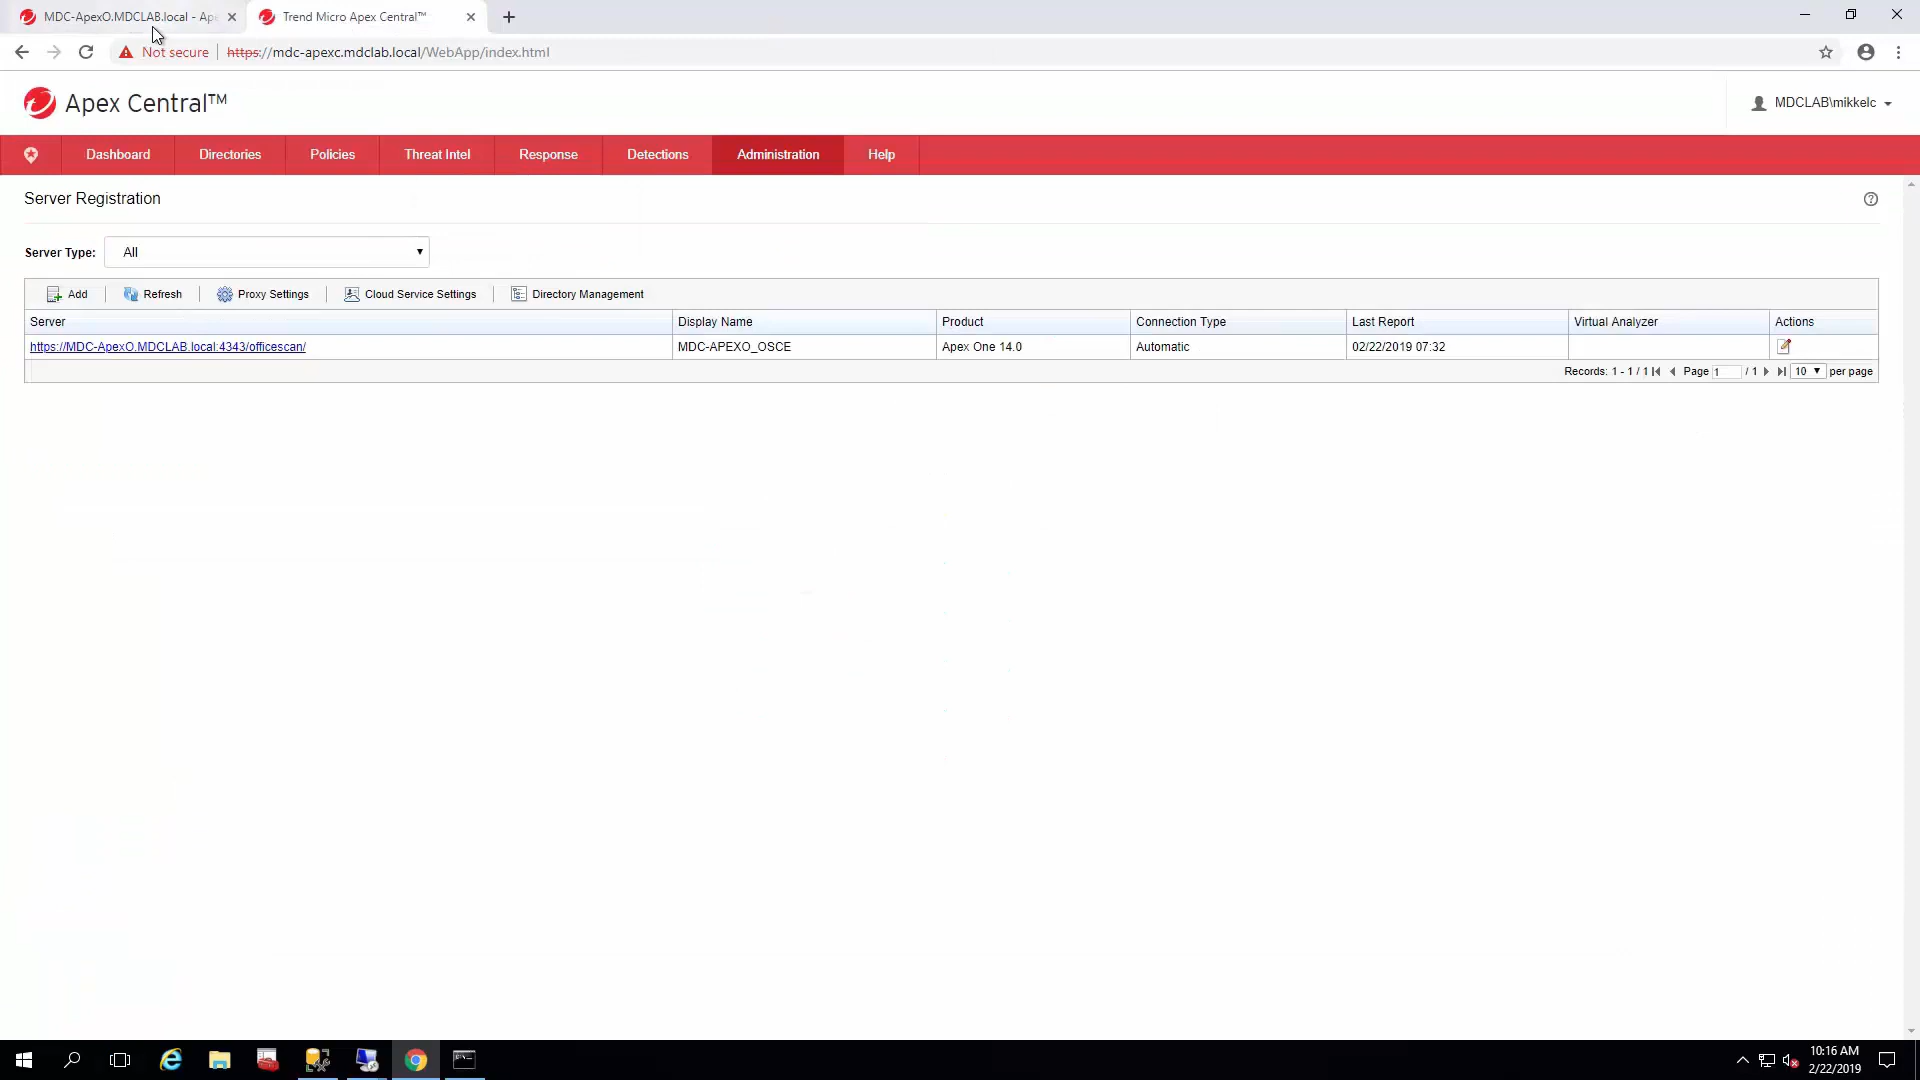 MDC-ApexO.MDCLAB.local - Ape
Trend Micro Apex Central™
Not secure
https://mdc-apexc.mdclab.local/WebApp/index.html
Apex Central™
MDCLAB\mikkelc
Dashboard
Directories
Policies
Threat Intel
Response
Detections
Administration
Help
Server Registration
Server Type:
All
Add
Refresh
Proxy Settings
Cloud Service Settings
Directory Management
Server
Display Name
Product
Connection Type
Last Report
Virtual Analyzer
Actions
https://MDC-ApexO.MDCLAB.local:4343/officescan/
MDC-APEXO_OSCE
Apex One 14.0
Automatic
02/22/2019 07:32
Records: 1 - 1 / 1
Page 1 / 1
10 per page
10:16 AM
2/22/2019